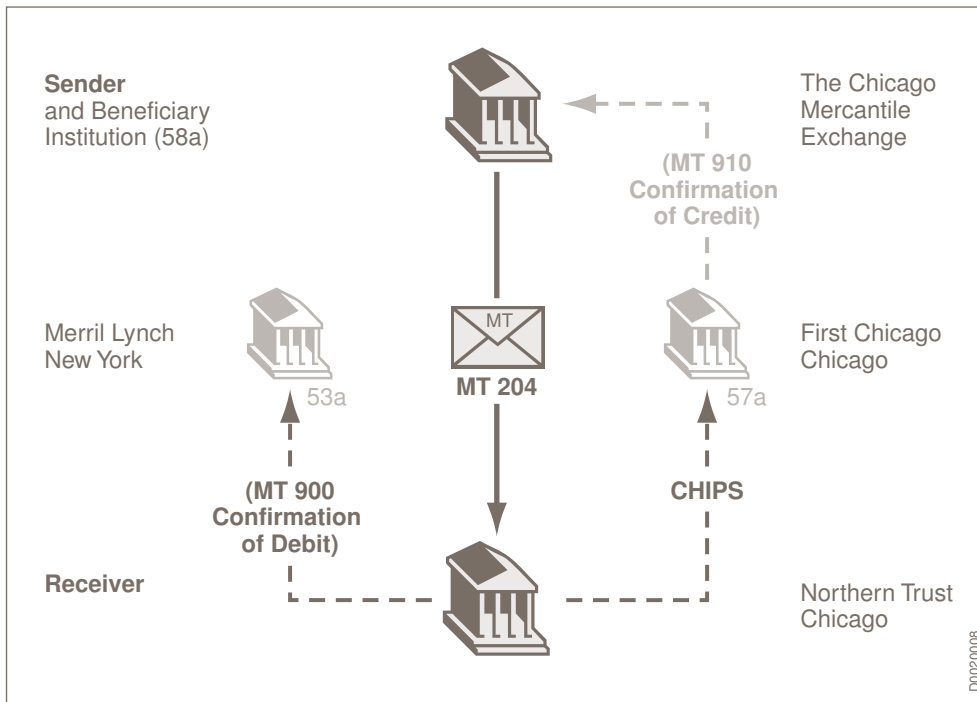 Sender
and Beneficiary
Institution (58a)
The Chicago
Mercantile
Exchange
(MT 910
Confirmation
of Credit)
Merril Lynch
New York
53a
MT
MT 204
57a
First Chicago
Chicago
(MT 900
Confirmation
of Debit)
CHIPS
Receiver
Northern Trust
Chicago
D0020008